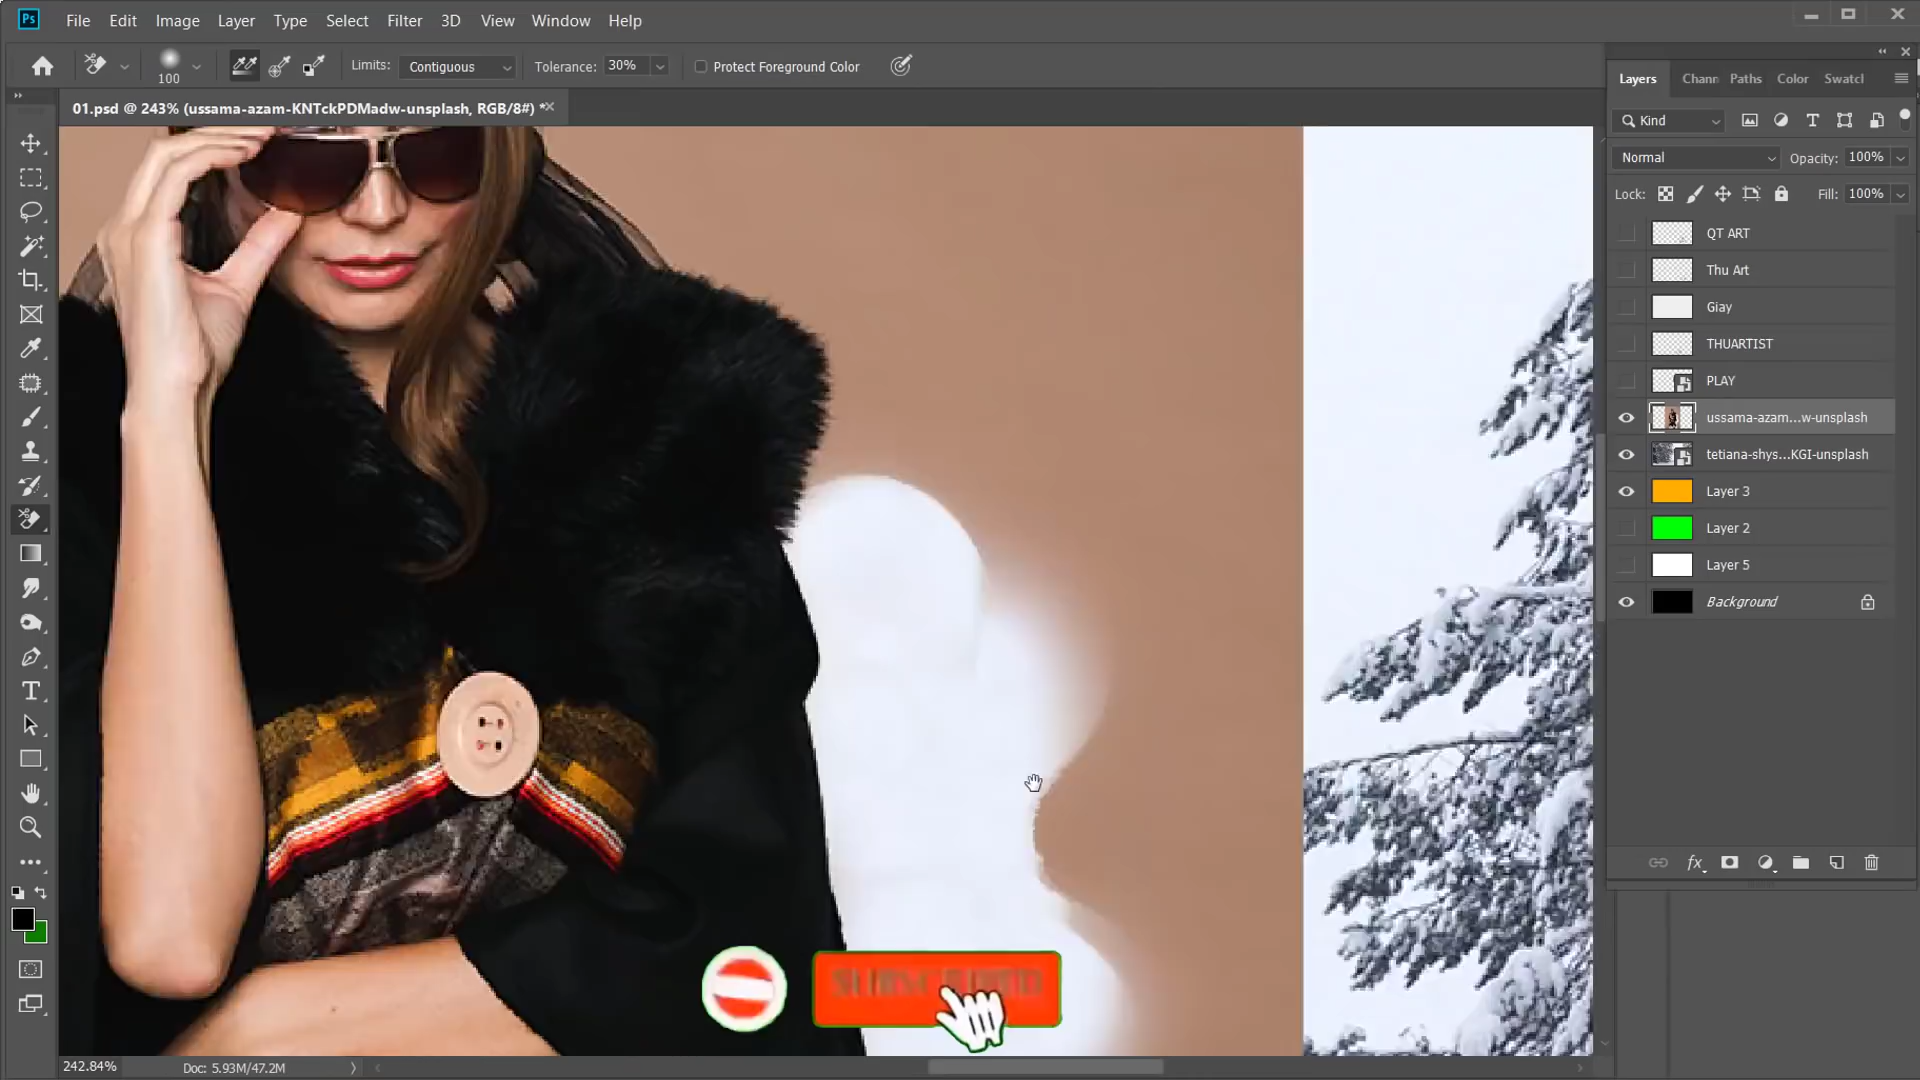 Ps File Edit Image Layer Type Select Filter 3D View Window Help
100 Limits: Contiguous Tolerance: 30% Protect Foreground Color
01.psd @ 243% (ussama-azam-KNTckPDMadw-unsplash, RGB/8#) *
Layers Chann Paths Color Swatcl
Kind
Normal Opacity: 100%
Lock: Fill: 100%
QT ART
Thu Art
Giay
THUARTIST
PLAY
ussama-azam...w-unsplash
tetiana-shys...KGI-unsplash
Layer 3
Layer 2
Layer 5
Background
242.84% Doc: 5.93M/47.2M